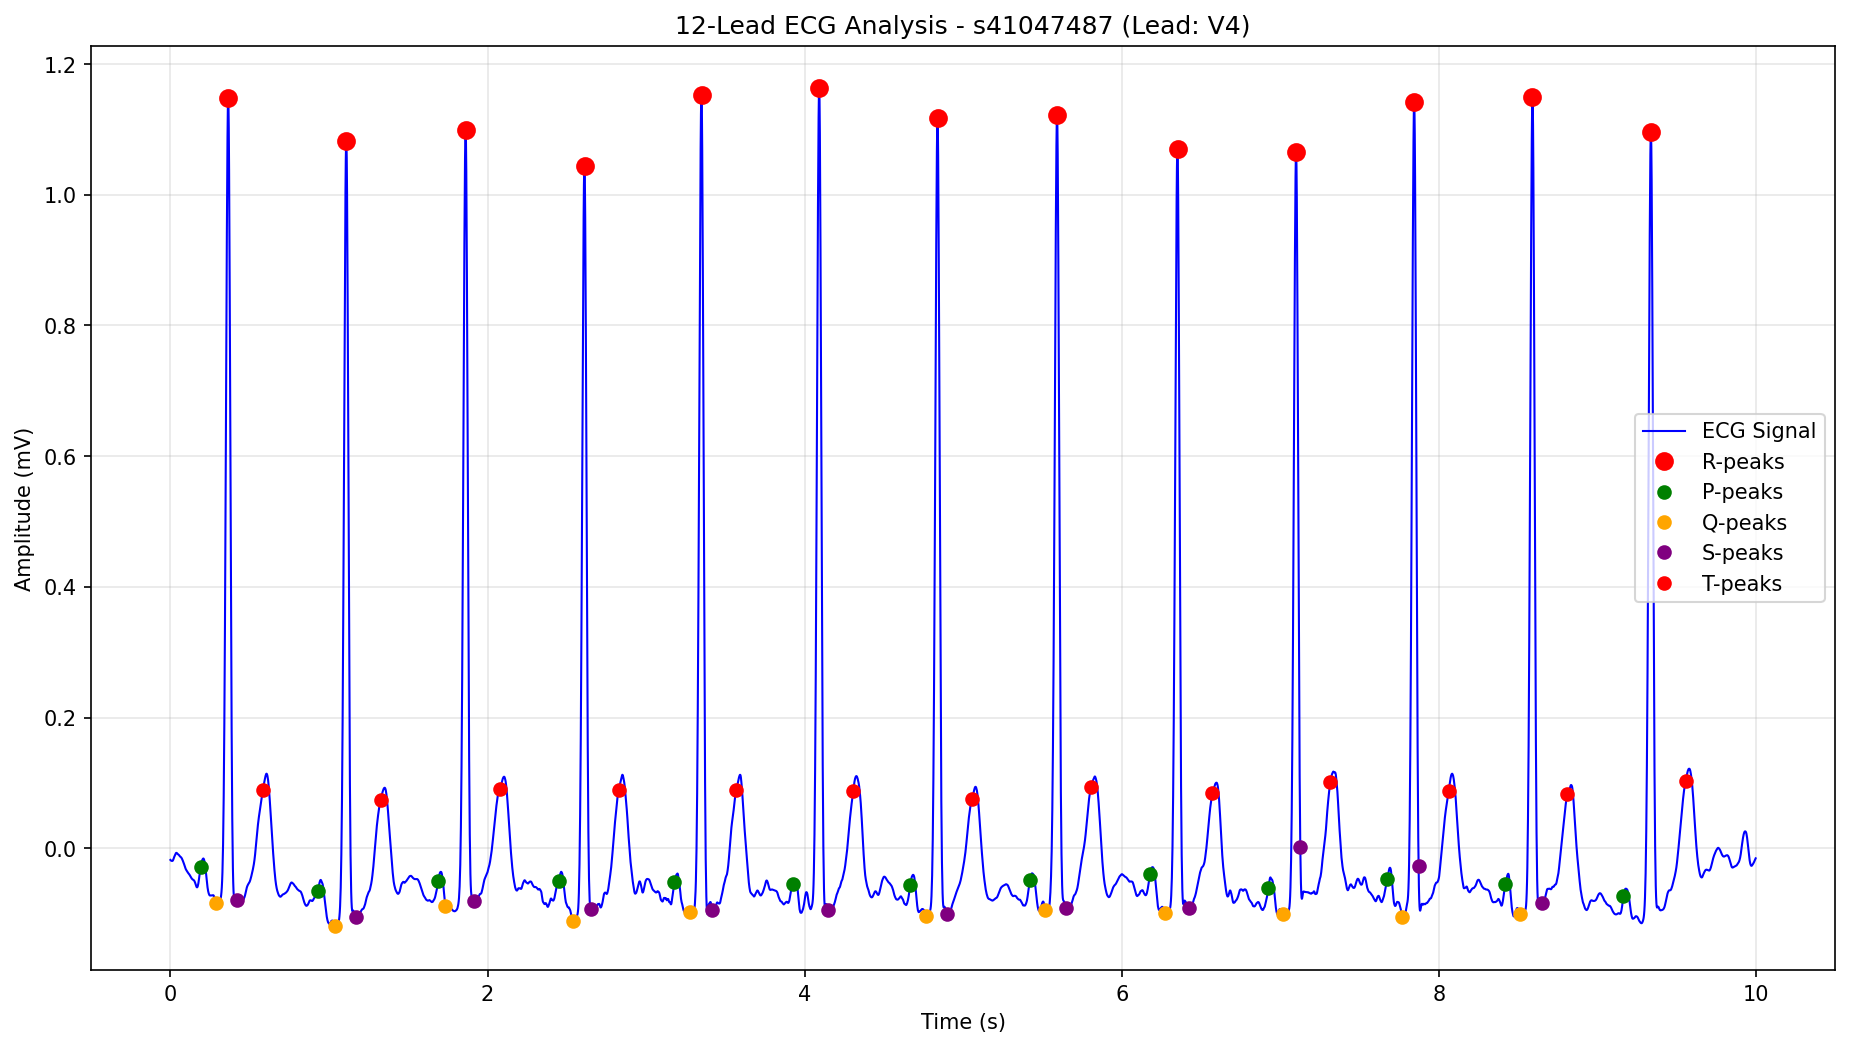 12-Lead ECG Analysis - s41047487 (Lead: V4)
1.2
1.0
0.8
0.6
0.4
0.2
0.0
Amplitude (mV)
ECG Signal
R-peaks
P-peaks
Q-peaks
S-peaks
T-peaks
0 2 4 6 8 10
Time (s)